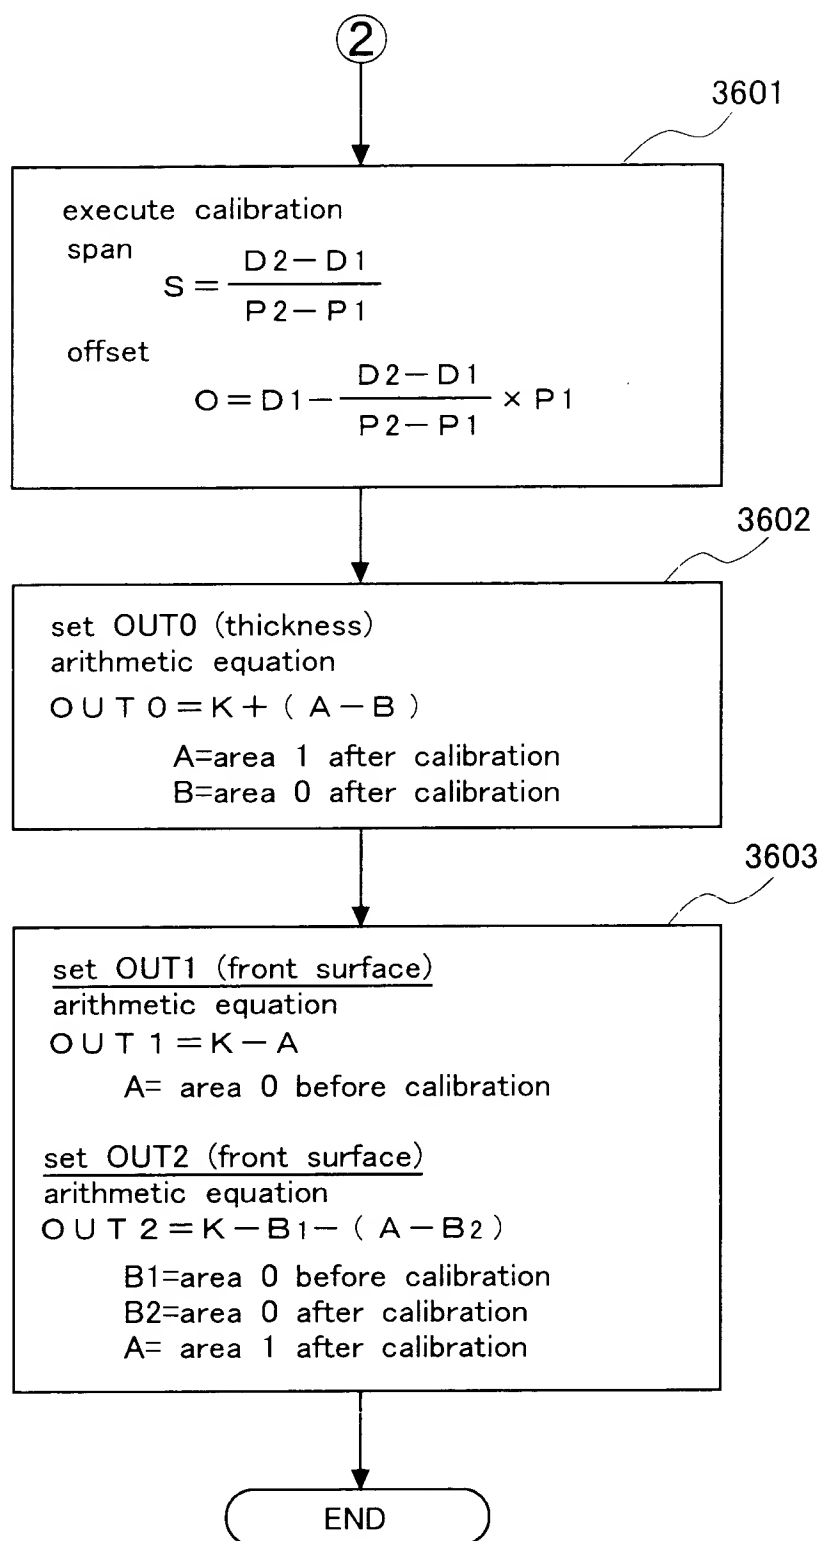 2
3601
execute calibration
span
S = D2-D1 / P2-P1
offset
O = D1- D2-D1 / P2-P1 × P1
3602
set OUT0 (thickness)
arithmetic equation
OUT0=K+(A-B)
A=area 1 after calibration
B=area 0 after calibration
3603
set OUT1 (front surface)
arithmetic equation
OUT1=K-A
A= area 0 before calibration
set OUT2 (front surface)
arithmetic equation
OUT2=K-B1-(A-B2)
B1=area 0 before calibration
B2=area 0 after calibration
A= area 1 after calibration
END